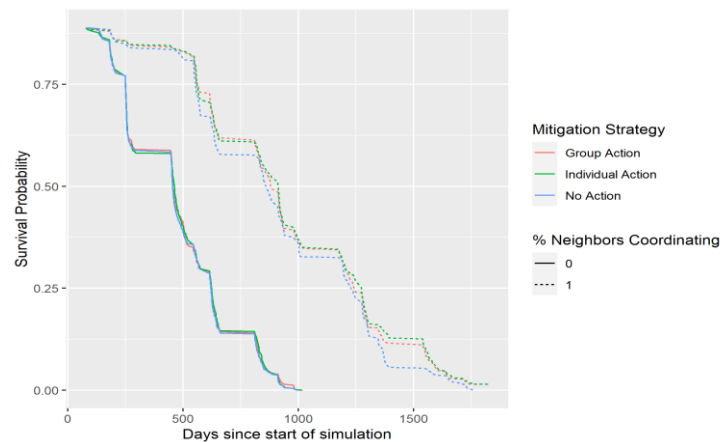 0.75
0.50
0.25
0.00
Survival Probability
0
500
1000
1500
Days since start of simulation
Mitigation Strategy
Group Action
Individual Action
No Action
% Neighbors Coordinating
0
1